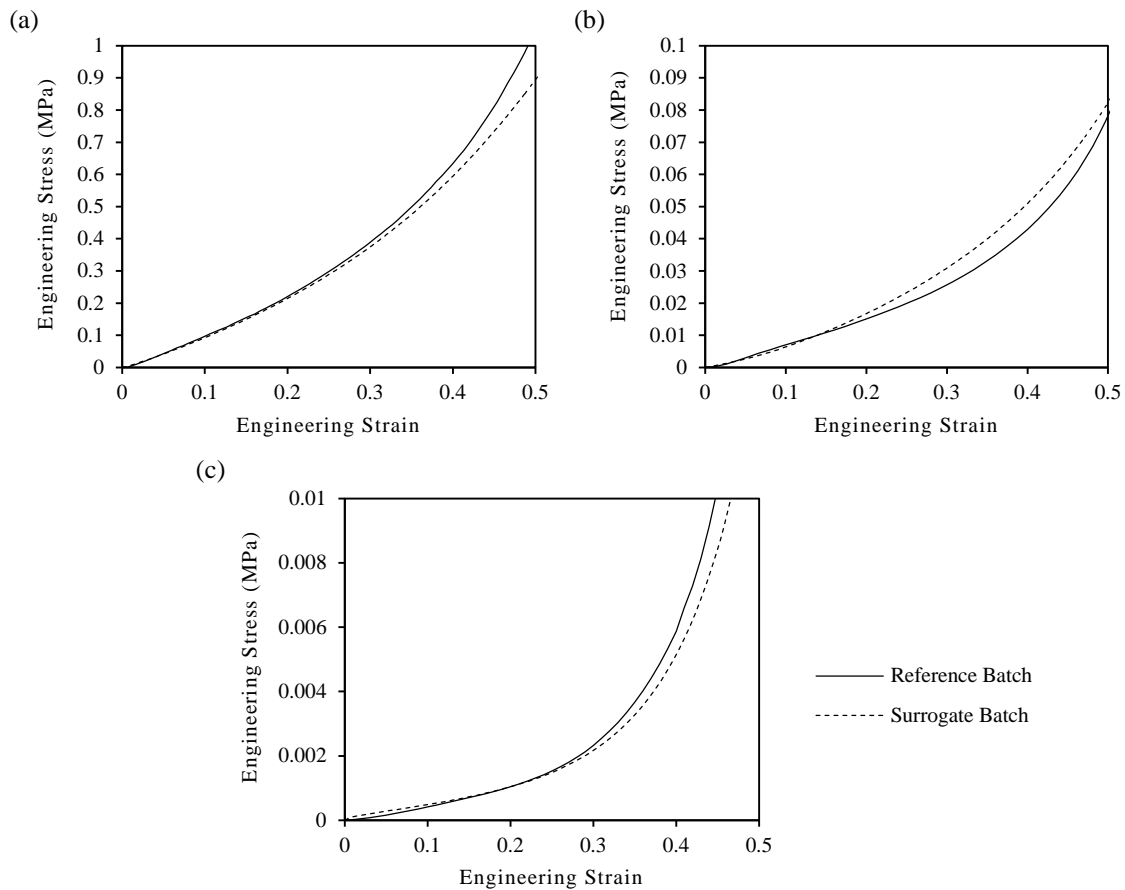 (a)
Engineering Stress (MPa)
1
0.9
0.8
0.7
0.6
0.5
0.4
0.3
0.2
0.1
0
0 0.1 0.2 0.3 0.4 0.5
Engineering Strain
(b)
Engineering Stress (MPa)
0.1
0.09
0.08
0.07
0.06
0.05
0.04
0.03
0.02
0.01
0
0 0.1 0.2 0.3 0.4 0.5
Engineering Strain
(c)
Engineering Stress (MPa)
0.01
0.008
0.006
0.004
0.002
0
0 0.1 0.2 0.3 0.4 0.5
Engineering Strain
Reference Batch
Surrogate Batch